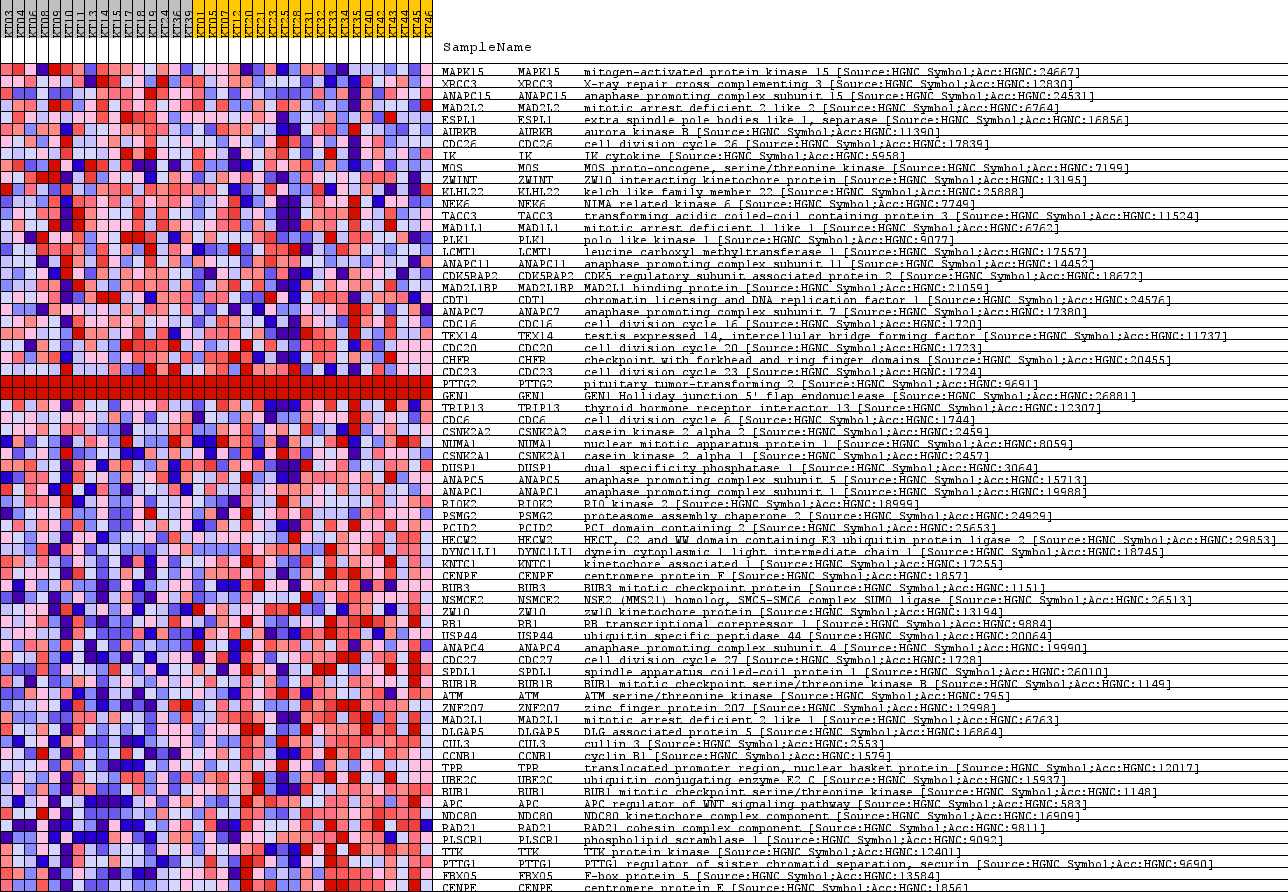 KT03 KT04 KT06 KT08 KT09 KT10 KT11 KT13 KT14 KT15 KT17 KT18 KT19 KT24 KT36 KT39 KT01 KT05 KT07 KT12 KT20 KT21 KT23 KT25 KT28 KT31 KT32 KT33 KT34 KT35 KT40 KT42 KT43 KT44 KT45 KT46
SampleName
MAPK15 MAPK15 mitogen-activated protein kinase 15 [Source:HGNC Symbol;Acc:HGNC:24667]
XRCC3 XRCC3 X-ray repair cross complementing 3 [Source:HGNC Symbol;Acc:HGNC:12830]
ANAPC15 ANAPC15 anaphase promoting complex subunit 15 [Source:HGNC Symbol;Acc:HGNC:24531]
MAD2L2 MAD2L2 mitotic arrest deficient 2 like 2 [Source:HGNC Symbol;Acc:HGNC:6764]
ESPL1 ESPL1 extra spindle pole bodies like 1, separase [Source:HGNC Symbol;Acc:HGNC:16856]
AURKB AURKB aurora kinase B [Source:HGNC Symbol;Acc:HGNC:11390]
CDC26 CDC26 cell division cycle 26 [Source:HGNC Symbol;Acc:HGNC:17839]
IK IK IK cytokine [Source:HGNC Symbol;Acc:HGNC:5958]
MOS MOS MOS proto-oncogene, serine/threonine kinase [Source:HGNC Symbol;Acc:HGNC:7199]
ZWINT ZWINT ZW10 interacting kinetochore protein [Source:HGNC Symbol;Acc:HGNC:13195]
KLHL22 KLHL22 kelch like family member 22 [Source:HGNC Symbol;Acc:HGNC:25888]
NEK6 NEK6 NIMA related kinase 6 [Source:HGNC Symbol;Acc:HGNC:7749]
TACC3 TACC3 transforming acidic coiled-coil containing protein 3 [Source:HGNC Symbol;Acc:HGNC:11524]
MAD1L1 MAD1L1 mitotic arrest deficient 1 like 1 [Source:HGNC Symbol;Acc:HGNC:6762]
PLK1 PLK1 polo like kinase 1 [Source:HGNC Symbol;Acc:HGNC:9077]
LCMT1 LCMT1 leucine carboxyl methyltransferase 1 [Source:HGNC Symbol;Acc:HGNC:17557]
ANAPC11 ANAPC11 anaphase promoting complex subunit 11 [Source:HGNC Symbol;Acc:HGNC:14452]
CDK5RAP2 CDK5RAP2 CDK5 regulatory subunit associated protein 2 [Source:HGNC Symbol;Acc:HGNC:18672]
MAD2L1BP MAD2L1BP MAD2L1 binding protein [Source:HGNC Symbol;Acc:HGNC:21059]
CDT1 CDT1 chromatin licensing and DNA replication factor 1 [Source:HGNC Symbol;Acc:HGNC:24576]
ANAPC7 ANAPC7 anaphase promoting complex subunit 7 [Source:HGNC Symbol;Acc:HGNC:17380]
CDC16 CDC16 cell division cycle 16 [Source:HGNC Symbol;Acc:HGNC:1720]
TEX14 TEX14 testis expressed 14, intercellular bridge forming factor [Source:HGNC Symbol;Acc:HGNC:11737]
CDC20 CDC20 cell division cycle 20 [Source:HGNC Symbol;Acc:HGNC:1723]
CHFR CHFR checkpoint with forkhead and ring finger domains [Source:HGNC Symbol;Acc:HGNC:20455]
CDC23 CDC23 cell division cycle 23 [Source:HGNC Symbol;Acc:HGNC:1724]
PTTG2 PTTG2 pituitary tumor-transforming 2 [Source:HGNC Symbol;Acc:HGNC:9691]
GEN1 GEN1 GEN1 Holliday junction 5' flap endonuclease [Source:HGNC Symbol;Acc:HGNC:26881]
TRIP13 TRIP13 thyroid hormone receptor interactor 13 [Source:HGNC Symbol;Acc:HGNC:12307]
CDC6 CDC6 cell division cycle 6 [Source:HGNC Symbol;Acc:HGNC:1744]
CSNK2A2 CSNK2A2 casein kinase 2 alpha 2 [Source:HGNC Symbol;Acc:HGNC:2459]
NUMA1 NUMA1 nuclear mitotic apparatus protein 1 [Source:HGNC Symbol;Acc:HGNC:8059]
CSNK2A1 CSNK2A1 casein kinase 2 alpha 1 [Source:HGNC Symbol;Acc:HGNC:2457]
DUSP1 DUSP1 dual specificity phosphatase 1 [Source:HGNC Symbol;Acc:HGNC:3064]
ANAPC5 ANAPC5 anaphase promoting complex subunit 5 [Source:HGNC Symbol;Acc:HGNC:15713]
ANAPC1 ANAPC1 anaphase promoting complex subunit 1 [Source:HGNC Symbol;Acc:HGNC:19988]
RIOK2 RIOK2 RIO kinase 2 [Source:HGNC Symbol;Acc:HGNC:18999]
PSMG2 PSMG2 proteasome assembly chaperone 2 [Source:HGNC Symbol;Acc:HGNC:24929]
PCID2 PCID2 PCI domain containing 2 [Source:HGNC Symbol;Acc:HGNC:25653]
HECW2 HECW2 HECT, C2 and WW domain containing E3 ubiquitin protein ligase 2 [Source:HGNC Symbol;Acc:HGNC:29853]
DYNC1LI1 DYNC1LI1 dynein cytoplasmic 1 light intermediate chain 1 [Source:HGNC Symbol;Acc:HGNC:18745]
KNTC1 KNTC1 kinetochore associated 1 [Source:HGNC Symbol;Acc:HGNC:17255]
CENPF CENPF centromere protein F [Source:HGNC Symbol;Acc:HGNC:1857]
BUB3 BUB3 BUB3 mitotic checkpoint protein [Source:HGNC Symbol;Acc:HGNC:1151]
NSMCE2 NSMCE2 NSE2 (MMS21) homolog, SMC5-SMC6 complex SUMO ligase [Source:HGNC Symbol;Acc:HGNC:26513]
ZW10 ZW10 zw10 kinetochore protein [Source:HGNC Symbol;Acc:HGNC:13194]
RB1 RB1 RB transcriptional corepressor 1 [Source:HGNC Symbol;Acc:HGNC:9884]
USP44 USP44 ubiquitin specific peptidase 44 [Source:HGNC Symbol;Acc:HGNC:20064]
ANAPC4 ANAPC4 anaphase promoting complex subunit 4 [Source:HGNC Symbol;Acc:HGNC:19990]
CDC27 CDC27 cell division cycle 27 [Source:HGNC Symbol;Acc:HGNC:1728]
SPDL1 SPDL1 spindle apparatus coiled-coil protein 1 [Source:HGNC Symbol;Acc:HGNC:26010]
BUB1B BUB1B BUB1 mitotic checkpoint serine/threonine kinase B [Source:HGNC Symbol;Acc:HGNC:1149]
ATM ATM ATM serine/threonine kinase [Source:HGNC Symbol;Acc:HGNC:795]
ZNF207 ZNF207 zinc finger protein 207 [Source:HGNC Symbol;Acc:HGNC:12998]
MAD2L1 MAD2L1 mitotic arrest deficient 2 like 1 [Source:HGNC Symbol;Acc:HGNC:6763]
DLGAP5 DLGAP5 DLG associated protein 5 [Source:HGNC Symbol;Acc:HGNC:16864]
CUL3 CUL3 cullin 3 [Source:HGNC Symbol;Acc:HGNC:2553]
CCNB1 CCNB1 cyclin B1 [Source:HGNC Symbol;Acc:HGNC:1579]
TPR TPR translocated promoter region, nuclear basket protein [Source:HGNC Symbol;Acc:HGNC:12017]
UBE2C UBE2C ubiquitin conjugating enzyme E2 C [Source:HGNC Symbol;Acc:HGNC:15937]
BUB1 BUB1 BUB1 mitotic checkpoint serine/threonine kinase [Source:HGNC Symbol;Acc:HGNC:1148]
APC APC APC regulator of WNT signaling pathway [Source:HGNC Symbol;Acc:HGNC:583]
NDC80 NDC80 NDC80 kinetochore complex component [Source:HGNC Symbol;Acc:HGNC:16909]
RAD21 RAD21 RAD21 cohesin complex component [Source:HGNC Symbol;Acc:HGNC:9811]
PLSCR1 PLSCR1 phospholipid scramblase 1 [Source:HGNC Symbol;Acc:HGNC:9092]
TTK TTK TTK protein kinase [Source:HGNC Symbol;Acc:HGNC:12401]
PTTG1 PTTG1 PTTG1 regulator of sister chromatid separation, securin [Source:HGNC Symbol;Acc:HGNC:9690]
FBXO5 FBXO5 F-box protein 5 [Source:HGNC Symbol;Acc:HGNC:13584]
CENPE CENPE centromere protein E [Source:HGNC Symbol;Acc:HGNC:1856]